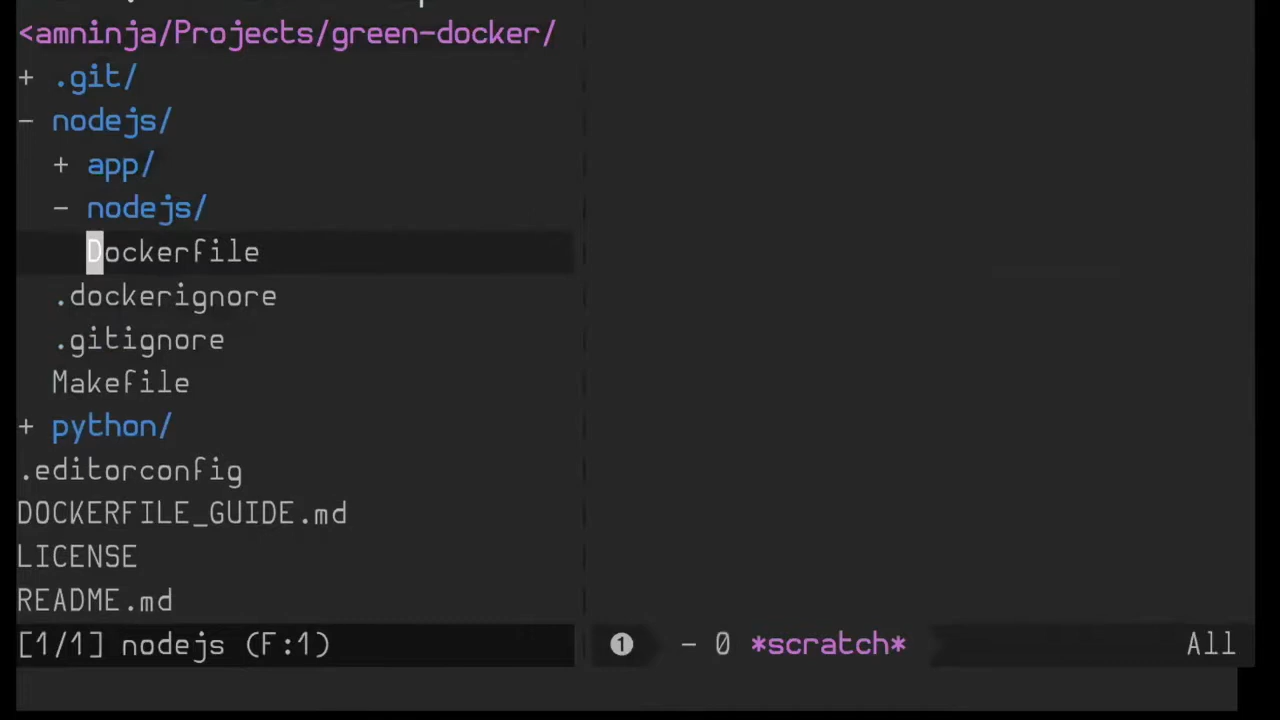 <amninja/Projects/green-docker/
+ .git/
- nodejs/
+ app/
- nodejs/
Dockerfile
.dockerignore
.gitignore
Makefile
+ python/
.editorconfig
DOCKERFILE_GUIDE.md
LICENSE
README.md
[1/1] nodejs (F:1)
❶ - 0 *scratch* All